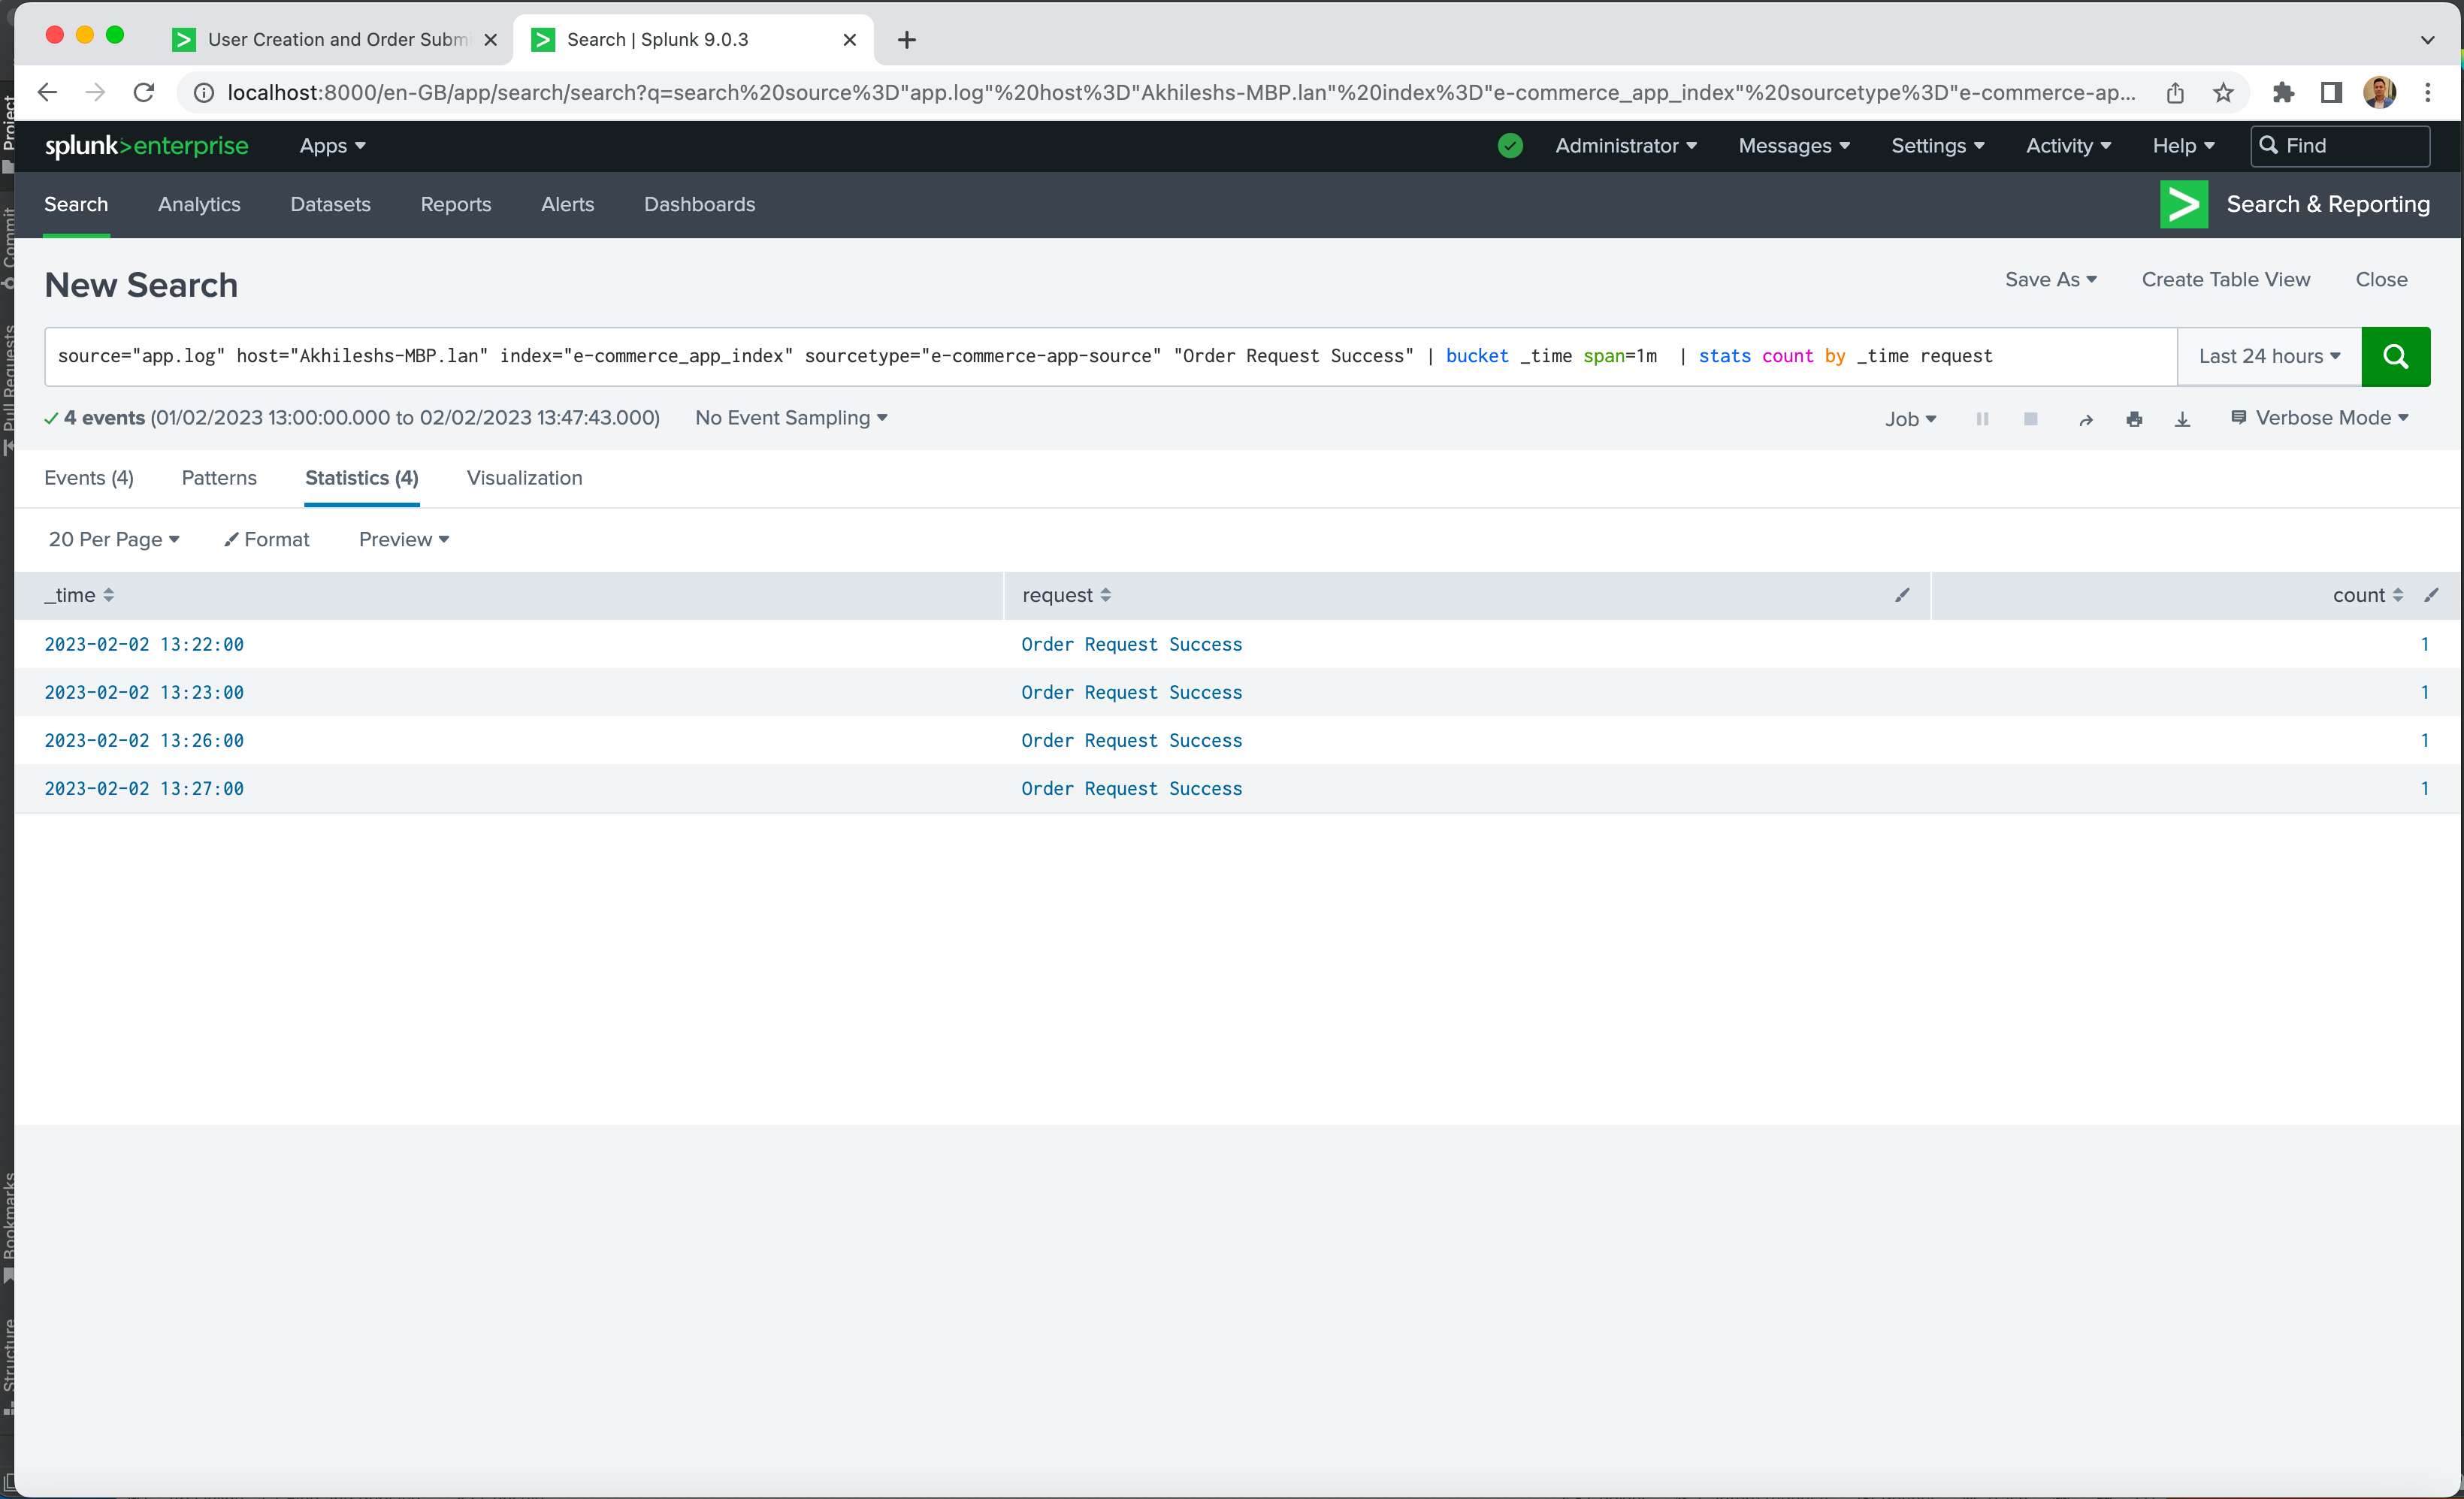 User Creation and Order Subm
Search | Splunk 9.0.3
localhost:8000/en-GB/app/search/search?q=search%20source%3D"app.log"%20host%3D"Akhileshs-MBP.lan"%20index%3D"e-commerce_app_index"%20sourcetype%3D"e-commerce-ap...
splunk>enterprise Apps Administrator Messages Settings Activity Help Find
Search Analytics Datasets Reports Alerts Dashboards Search & Reporting
New Search Save As Create Table View Close
source="app.log" host="Akhileshs-MBP.lan" index="e-commerce_app_index" sourcetype="e-commerce-app-source" "Order Request Success" | bucket _time span=1m  | stats count by _time request Last 24 hours
4 events (01/02/2023 13:00:00.000 to 02/02/2023 13:47:43.000) No Event Sampling Job Verbose Mode
Events (4) Patterns Statistics (4) Visualization
20 Per Page Format Preview
_time request count
2023-02-02 13:22:00 Order Request Success 1
2023-02-02 13:23:00 Order Request Success 1
2023-02-02 13:26:00 Order Request Success 1
2023-02-02 13:27:00 Order Request Success 1
Project
Commit
Pull Requests
Bookmarks
Structure